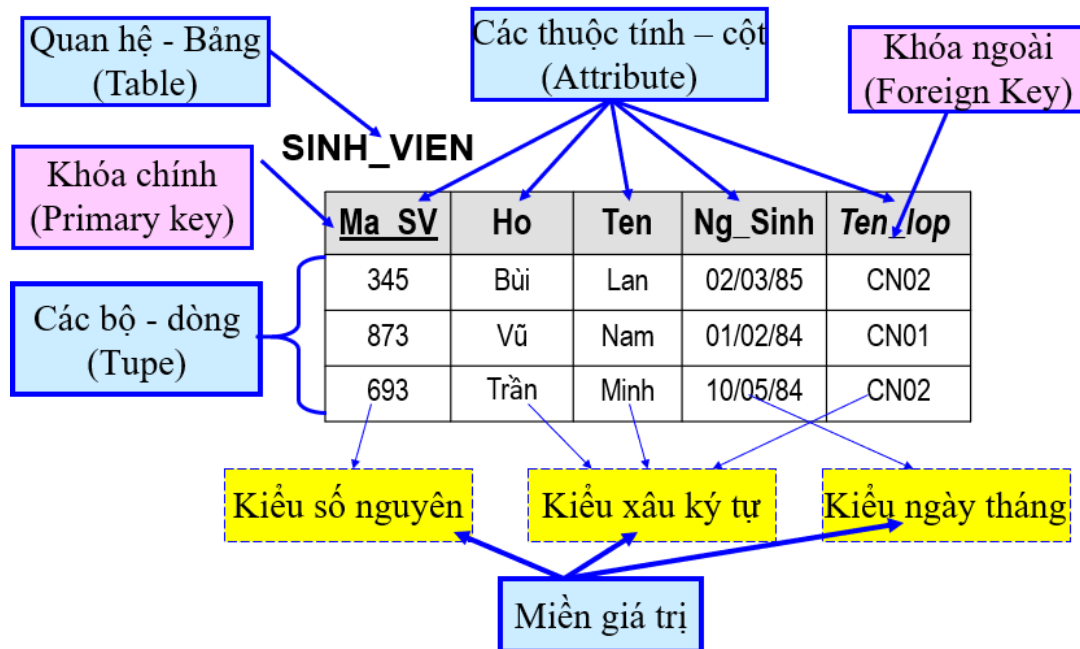 Quan hệ - Bảng
(Table)
Các thuộc tính – cột
(Attribute)
Khóa ngoài
(Foreign Key)
SINH_VIEN
Khóa chính
(Primary key)
Ma_SV Ho Ten Ng_Sinh Ten_lop
345 Bùi Lan 02/03/85 CN02
873 Vũ Nam 01/02/84 CN01
693 Trần Minh 10/05/84 CN02
Các bộ - dòng
(Tupe)
Kiểu số nguyên
Kiểu xâu ký tự
Kiểu ngày tháng
Miền giá trị